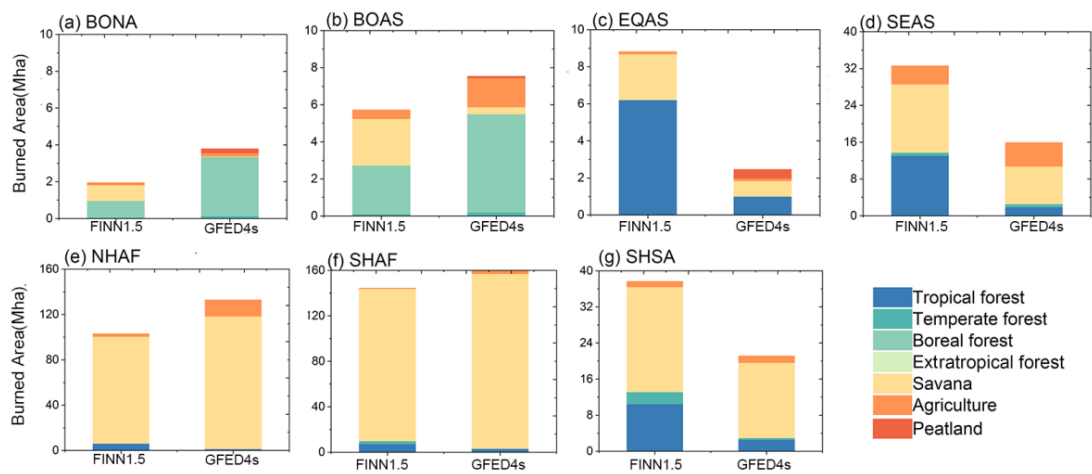 (a) BONA
(b) BOAS
(c) EQAS
(d) SEAS
Burned Area(Mha)
10
8
6
4
2
0
10
8
6
4
2
0
10
8
6
4
2
0
40
32
24
16
8
0
FINN1.5 GFED4s
FINN1.5 GFED4s
FINN1.5 GFED4s
FINN1.5 GFED4s
(e) NHAF
(f) SHAF
(g) SHSA
Burned Area(Mha)
160
120
80
40
0
160
120
80
40
0
40
32
24
16
8
0
FINN1.5 GFED4s
FINN1.5 GFED4s
FINN1.5 GFED4s
Tropical forest
Temperate forest
Boreal forest
Extratropical forest
Savana
Agriculture
Peatland